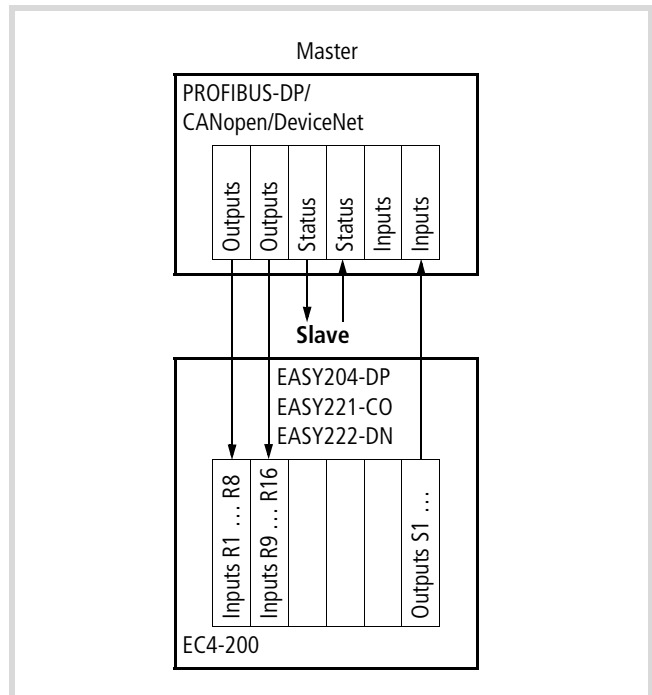 Master
PROFIBUS-DP/
CANopen/DeviceNet
Outputs
Outputs
Status
Status
Inputs
Inputs
Slave
EASY204-DP
EASY221-CO
EASY222-DN
Inputs R1 … R8
Inputs R9 … R16
Outputs S1 …
EC4-200